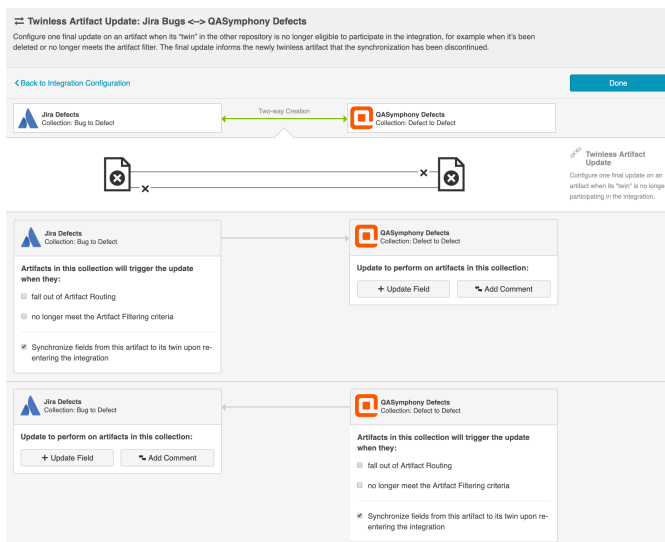 Twinless Artifact Update: Jira Bugs <--> QASymphony Defects
Configure one final update on an artifact when its "twin" in the other repository is no longer eligible to participate in the integration, for example when it's been
deleted or no longer meets the artifact filter. The final update informs the newly twinless artifact that the synchronization has been discontinued.
Back to Integration Configuration
Done
Jira Defects
Collection: Bug to Defect
Two-way Creation
QASymphony Defects
Collection: Defect to Defect
Twinless Artifact
Update
Configure one final update on an
artifact when its "twin" is no longe
participating in the integration.
Jira Defects
Collection: Bug to Defect
Artifacts in this collection will trigger the update
when they:
fall out of Artifact Routing
no longer meet the Artifact Filtering criteria
Synchronize fields from this artifact to its twin upon re-
entering the integration
QASymphony Defects
Collection: Defect to Defect
Update to perform on artifacts in this collection:
+ Update Field
Add Comment
Jira Defects
Collection: Bug to Defect
Update to perform on artifacts in this collection:
+ Update Field
Add Comment
QASymphony Defects
Collection: Defect to Defect
Artifacts in this collection will trigger the update
when they:
fall out of Artifact Routing
no longer meet the Artifact Filtering criteria
Synchronize fields from this artifact to its twin upon re-
entering the integration